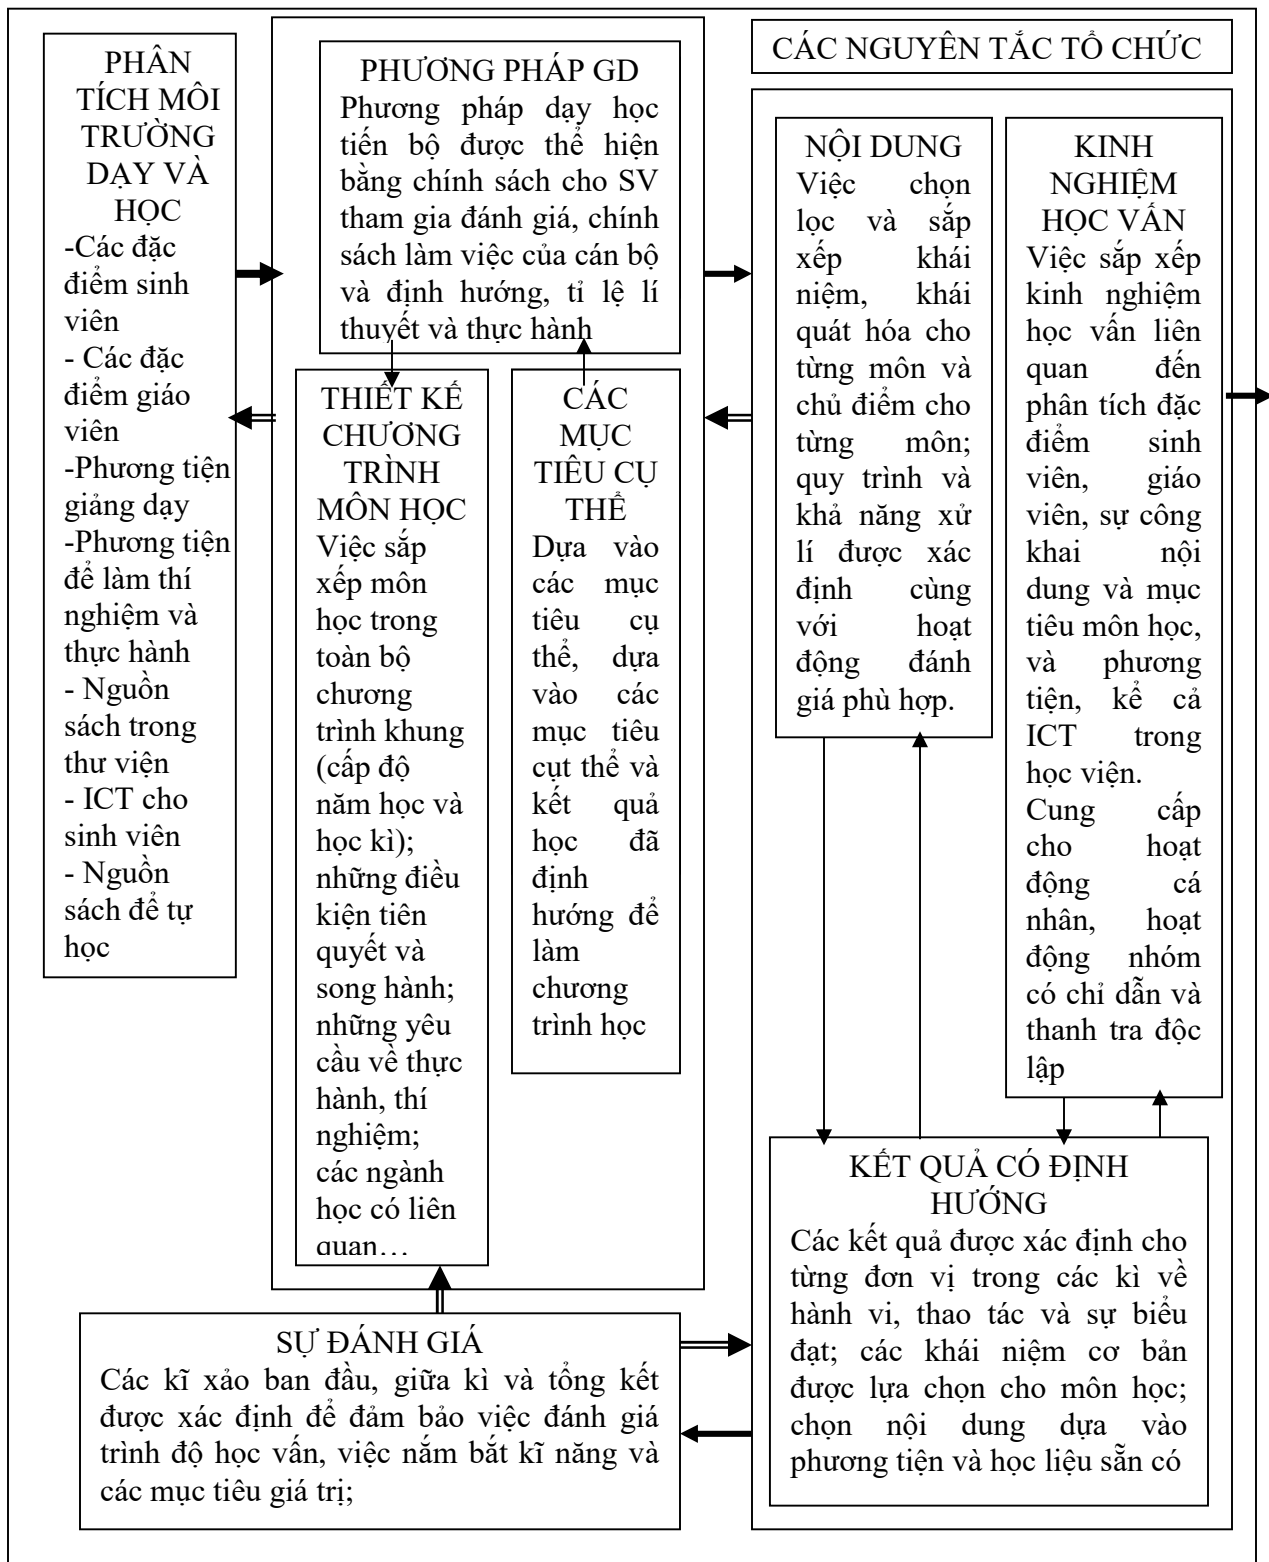 PHÂN
TÍCH MÔI
TRƯỜNG
DẠY VÀ
HỌC
-Các đặc
điểm sinh
viên
- Các đặc
điểm giáo
viên
-Phương tiện
giảng dạy
-Phương tiện
để làm thí
nghiệm và
thực hành
- Nguồn
sách trong
thư viện
- ICT cho
sinh viên
- Nguồn
sách để tự
học
PHƯƠNG PHÁP GD
Phương pháp dạy học
tiến bộ được thể hiện
bằng chính sách cho SV
tham gia đánh giá, chính
sách làm việc của cán bộ
và định hướng, tỉ lệ lí
thuyết và thực hành
THIẾT KẾ
CHƯƠNG
TRÌNH
MÔN HỌC
Việc sắp
xếp môn
học trong
toàn bộ
chương
trình khung
(cấp độ
năm học và
học kì);
những điều
kiện tiên
quyết và
song hành;
những yêu
cầu về thực
hành, thí
nghiệm;
các ngành
học có liên
quan…
CÁC
MỤC
TIÊU CỤ
THỂ
Dựa vào
các mục
tiêu cụ
thể, dựa
vào các
mục tiêu
cụt thể và
kết quả
học đã
định
hướng để
làm
chương
trình học
CÁC NGUYÊN TẮC TỔ CHỨC
NỘI DUNG
Việc chọn
lọc và sắp
xếp khái
niệm, khái
quát hóa cho
từng môn và
chủ điểm cho
từng môn;
quy trình và
khả năng xử
lí được xác
định cùng
với hoạt
động đánh
giá phù hợp.
KINH
NGHIỆM
HỌC VẤN
Việc sắp xếp
kinh nghiệm
học vấn liên
quan đến
phân tích đặc
điểm sinh
viên, giáo
viên, sự công
khai nội
dung và mục
tiêu môn học,
và phương
tiện, kể cả
ICT trong
học viện.
Cung cấp
cho hoạt
động cá
nhân, hoạt
động nhóm
có chỉ dẫn và
thanh tra độc
lập
KẾT QUẢ CÓ ĐỊNH
HƯỚNG
Các kết quả được xác định cho
từng đơn vị trong các kì về
hành vi, thao tác và sự biểu
đạt; các khái niệm cơ bản
được lựa chọn cho môn học;
chọn nội dung dựa vào
phương tiện và học liệu sẵn có
SỰ ĐÁNH GIÁ
Các kĩ xảo ban đầu, giữa kì và tổng kết
được xác định để đảm bảo việc đánh giá
trình độ học vấn, việc nắm bắt kĩ năng và
các mục tiêu giá trị;